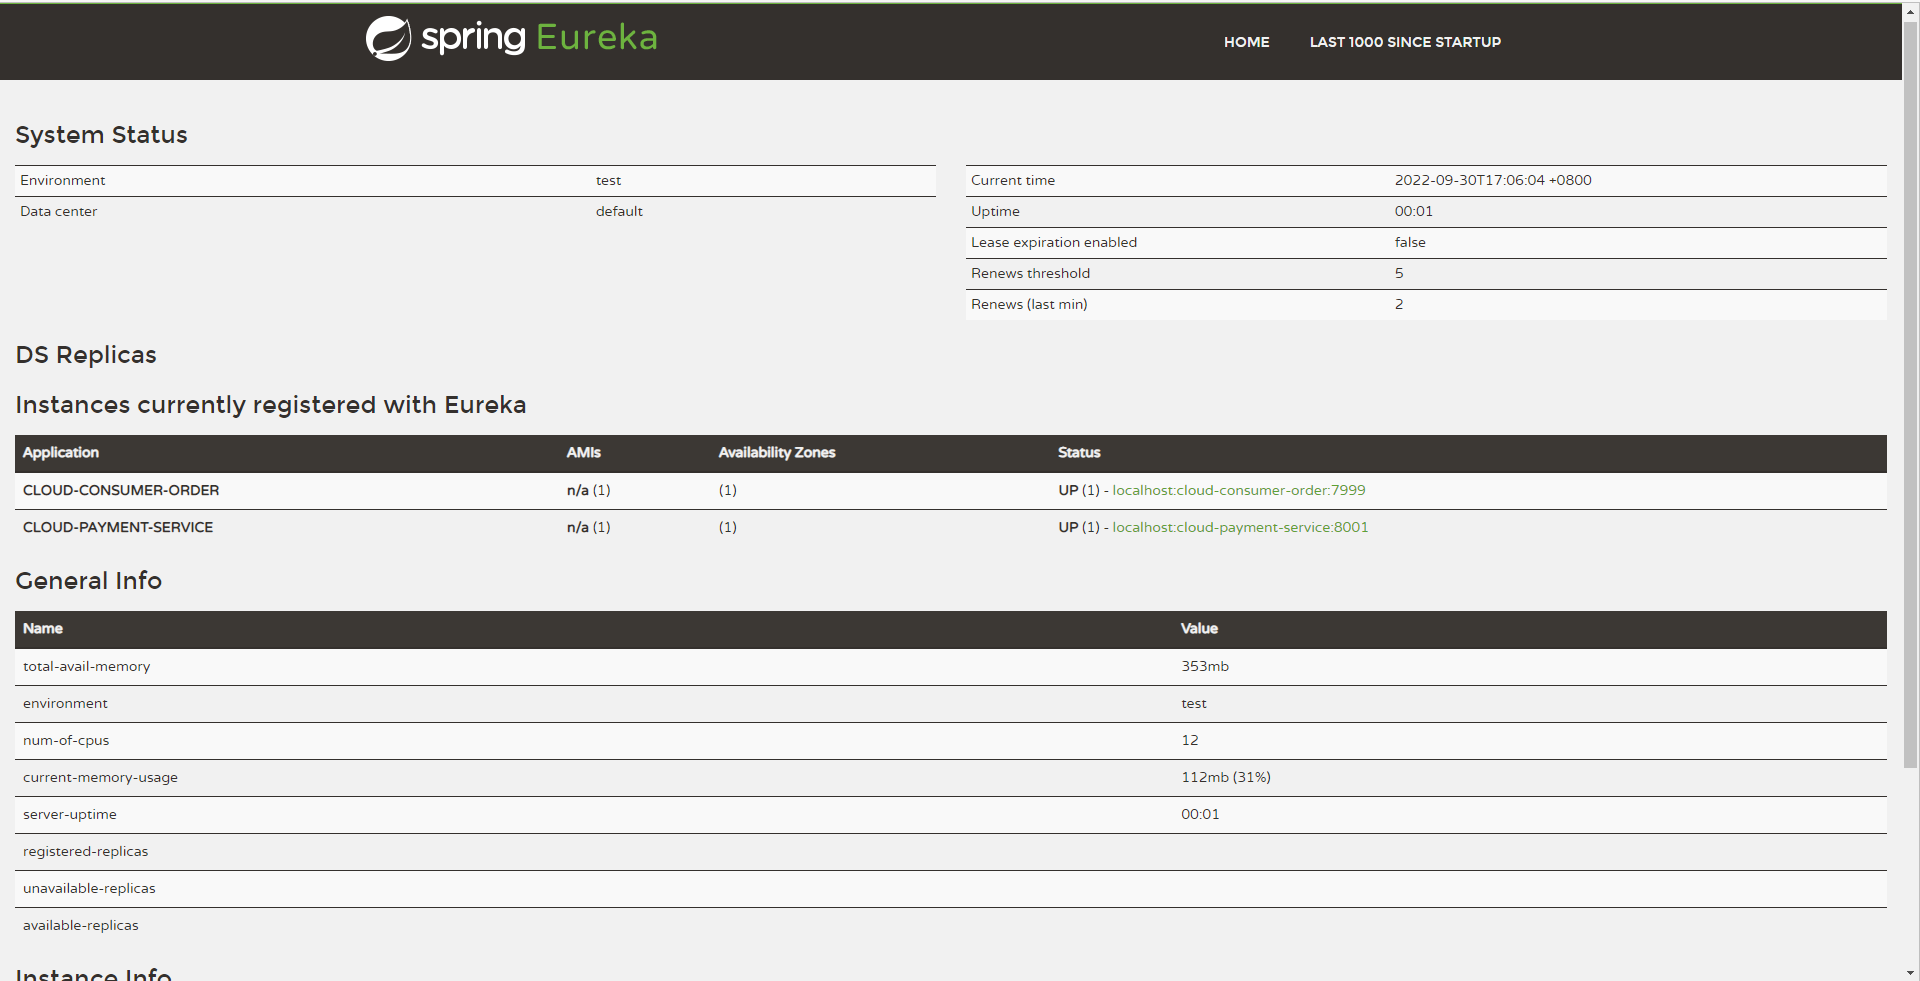 spring Eureka
HOME LAST 1000 SINCE STARTUP
System Status
Environment test
Data center default
Current time 2022-09-30T17:06:04 +0800
Uptime 00:01
Lease expiration enabled false
Renews threshold 5
Renews (last min) 2
DS Replicas
Instances currently registered with Eureka
Application AMIs Availability Zones Status
CLOUD-CONSUMER-ORDER n/a (1) (1) UP (1) - localhost:cloud-consumer-order:7999
CLOUD-PAYMENT-SERVICE n/a (1) (1) UP (1) - localhost:cloud-payment-service:8001
General Info
Name Value
total-avail-memory 353mb
environment test
num-of-cpus 12
current-memory-usage 112mb (31%)
server-uptime 00:01
registered-replicas
unavailable-replicas
available-replicas
Instance Info